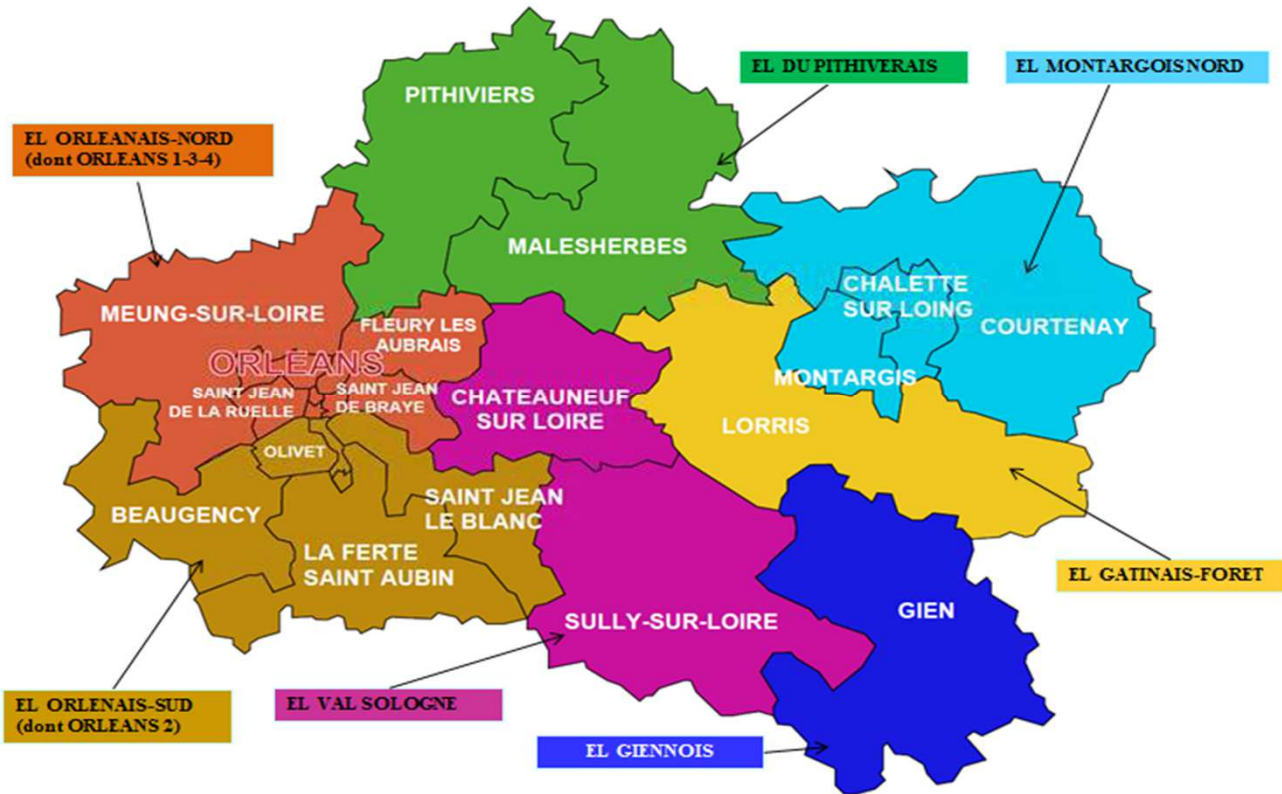 EL DU PITHIVERAIS
EL MONTARGOIS NORD
PITHIVIERS
EL ORLEANAIS-NORD
(dont ORLEANS 1-3-4)
MALESHERBES
CHALETTE
SUR LOING
MEUNG-SUR-LOIRE
FLEURY LES
AUBRAIS
COURTENAY
ORLEANS
MONTARGIS
SAINT JEAN
DE LA RUELLE
SAINT JEAN
DE BRAYE
CHATEAUNEUF
SUR LOIRE
LORRIS
OLIVET
BEAUGENCY
SAINT JEAN
LE BLANC
LA FERTE
SAINT AUBIN
EL GATINAIS-FORET
SULLY-SUR-LOIRE
GIEN
EL ORLENAIS-SUD
(dont ORLEANS 2)
EL VAL SOLOGNE
EL GIENNOIS